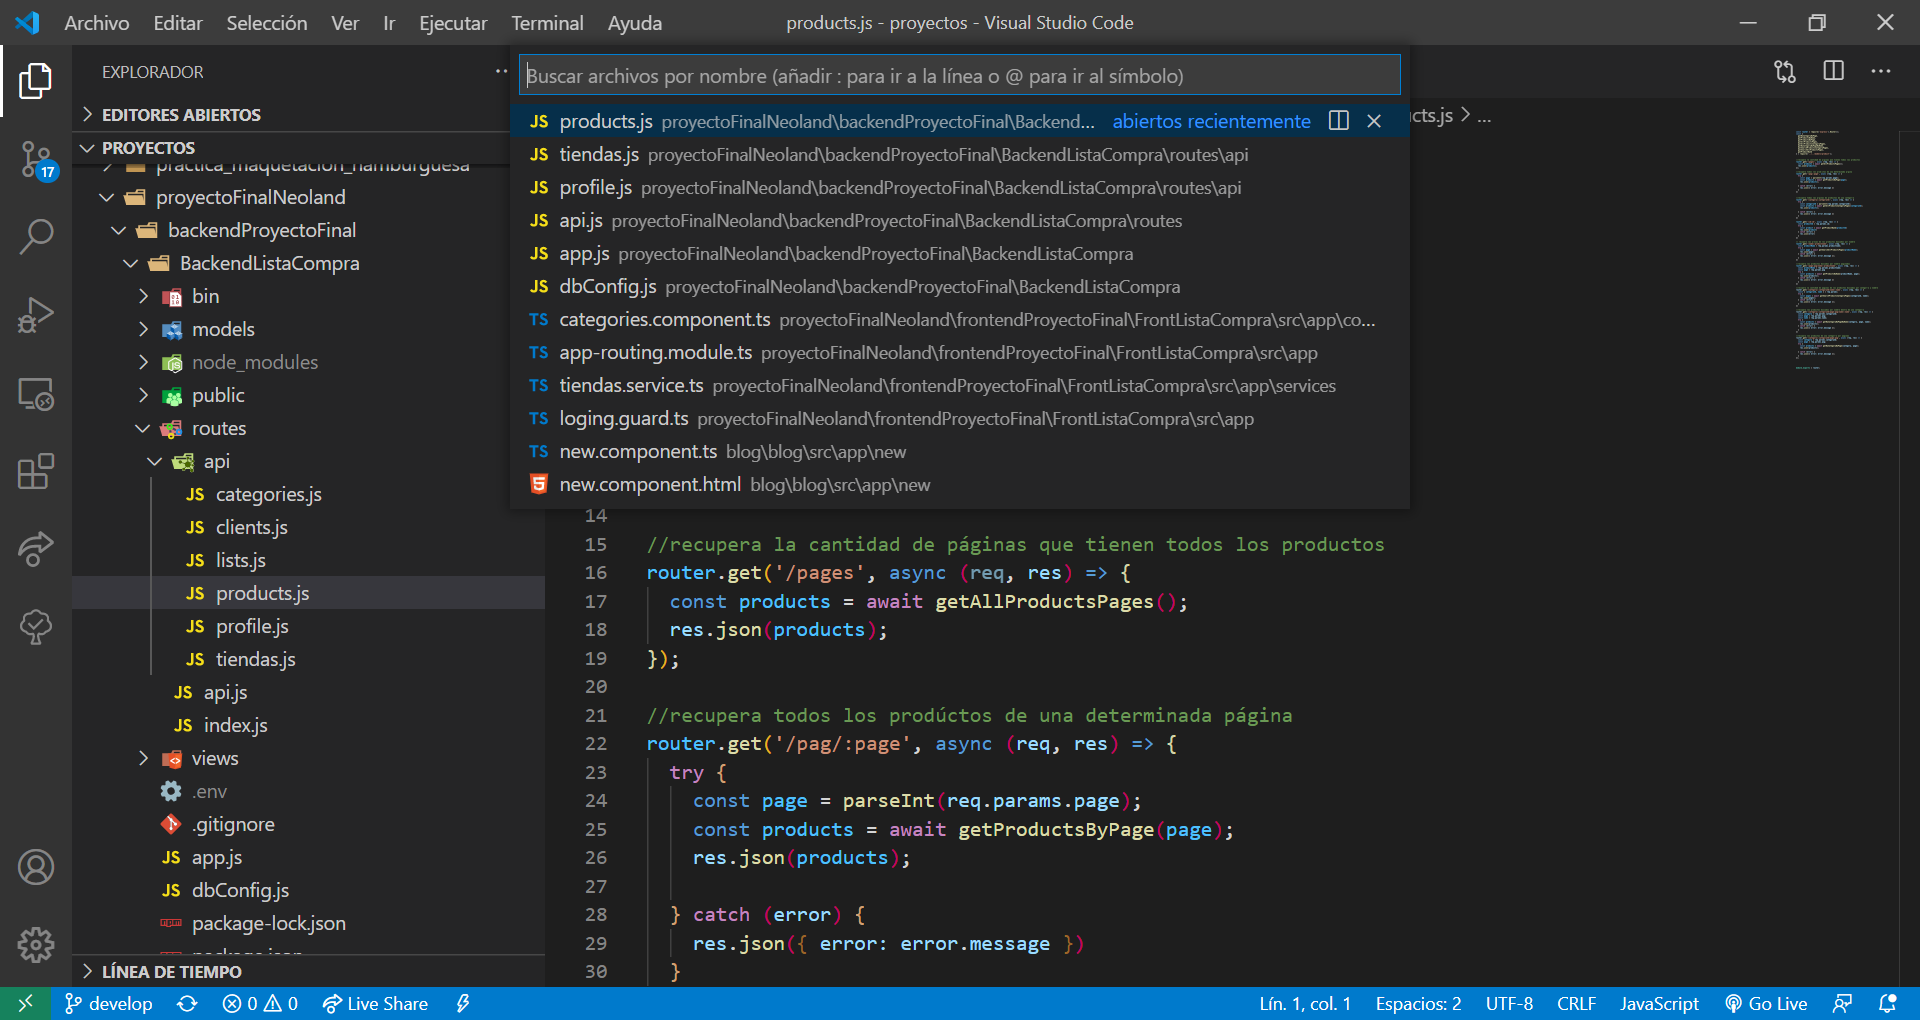 Archivo Editar Selección Ver Ir Ejecutar Terminal Ayuda
products.js - proyectos - Visual Studio Code
EXPLORADOR
EDITORES ABIERTOS
PROYECTOS
practica_maquetacion_hamburguesa
proyectoFinalNeoland
backendProyectoFinal
BackendListaCompra
bin
models
node_modules
public
routes
api
JS categories.js
JS clients.js
JS lists.js
JS products.js
JS profile.js
JS tiendas.js
JS api.js
JS index.js
views
.env
.gitignore
JS app.js
JS dbConfig.js
package-lock.json
package.json
LÍNEA DE TIEMPO
17
Buscar archivos por nombre (añadir : para ir a la línea o @ para ir al símbolo)
JS products.js proyectoFinalNeoland\backendProyectoFinal\Backend... abiertos recientemente
JS tiendas.js proyectoFinalNeoland\backendProyectoFinal\BackendListaCompra\routes\api
JS profile.js proyectoFinalNeoland\backendProyectoFinal\BackendListaCompra\routes\api
JS api.js proyectoFinalNeoland\backendProyectoFinal\BackendListaCompra\routes
JS app.js proyectoFinalNeoland\backendProyectoFinal\BackendListaCompra
JS dbConfig.js proyectoFinalNeoland\backendProyectoFinal\BackendListaCompra
TS categories.component.ts proyectoFinalNeoland\frontendProyectoFinal\FrontListaCompra\src\app\co...
TS app-routing.module.ts proyectoFinalNeoland\frontendProyectoFinal\FrontListaCompra\src\app
TS tiendas.service.ts proyectoFinalNeoland\frontendProyectoFinal\FrontListaCompra\src\app\services
TS loging.guard.ts proyectoFinalNeoland\frontendProyectoFinal\FrontListaCompra\src\app
TS new.component.ts blog\blog\src\app\new
new.component.html blog\blog\src\app\new
cts.js > ...
14
15 //recupera la cantidad de páginas que tienen todos los productos
16 router.get('/pages', async (req, res) => {
17 const products = await getAllProductsPages();
18 res.json(products);
19 });
20
21 //recupera todos los prodúctos de una determinada página
22 router.get('/pag/:page', async (req, res) => {
23 try {
24 const page = parseInt(req.params.page);
25 const products = await getProductsByPage(page);
26 res.json(products);
27
28 } catch (error) {
29 res.json({ error: error.message })
30 }
develop 0 0 Live Share Lín. 1, col. 1 Espacios: 2 UTF-8 CRLF JavaScript Go Live